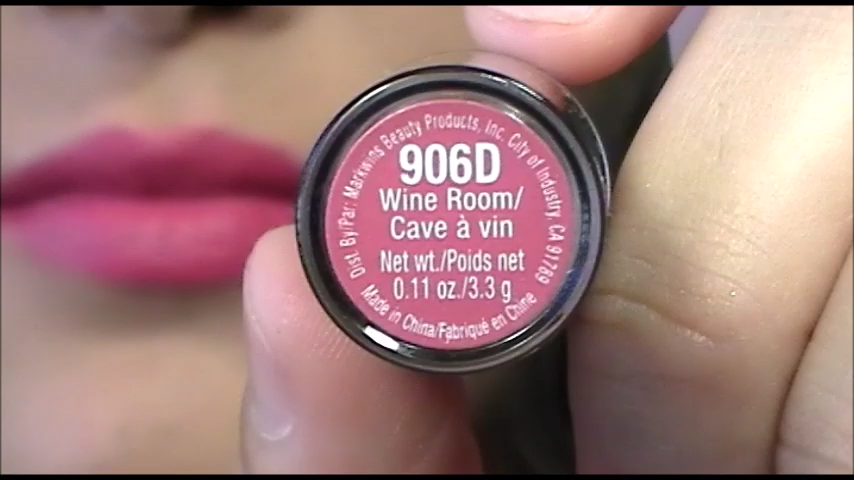 Dist. By/Par: Markwins Beauty Products, Inc. City of Industry, CA 91789
906D
Wine Room/
Cave à vin
Net wt./Poids net
0.11 oz./3.3 g
Made in China/Fabriqué en Chine